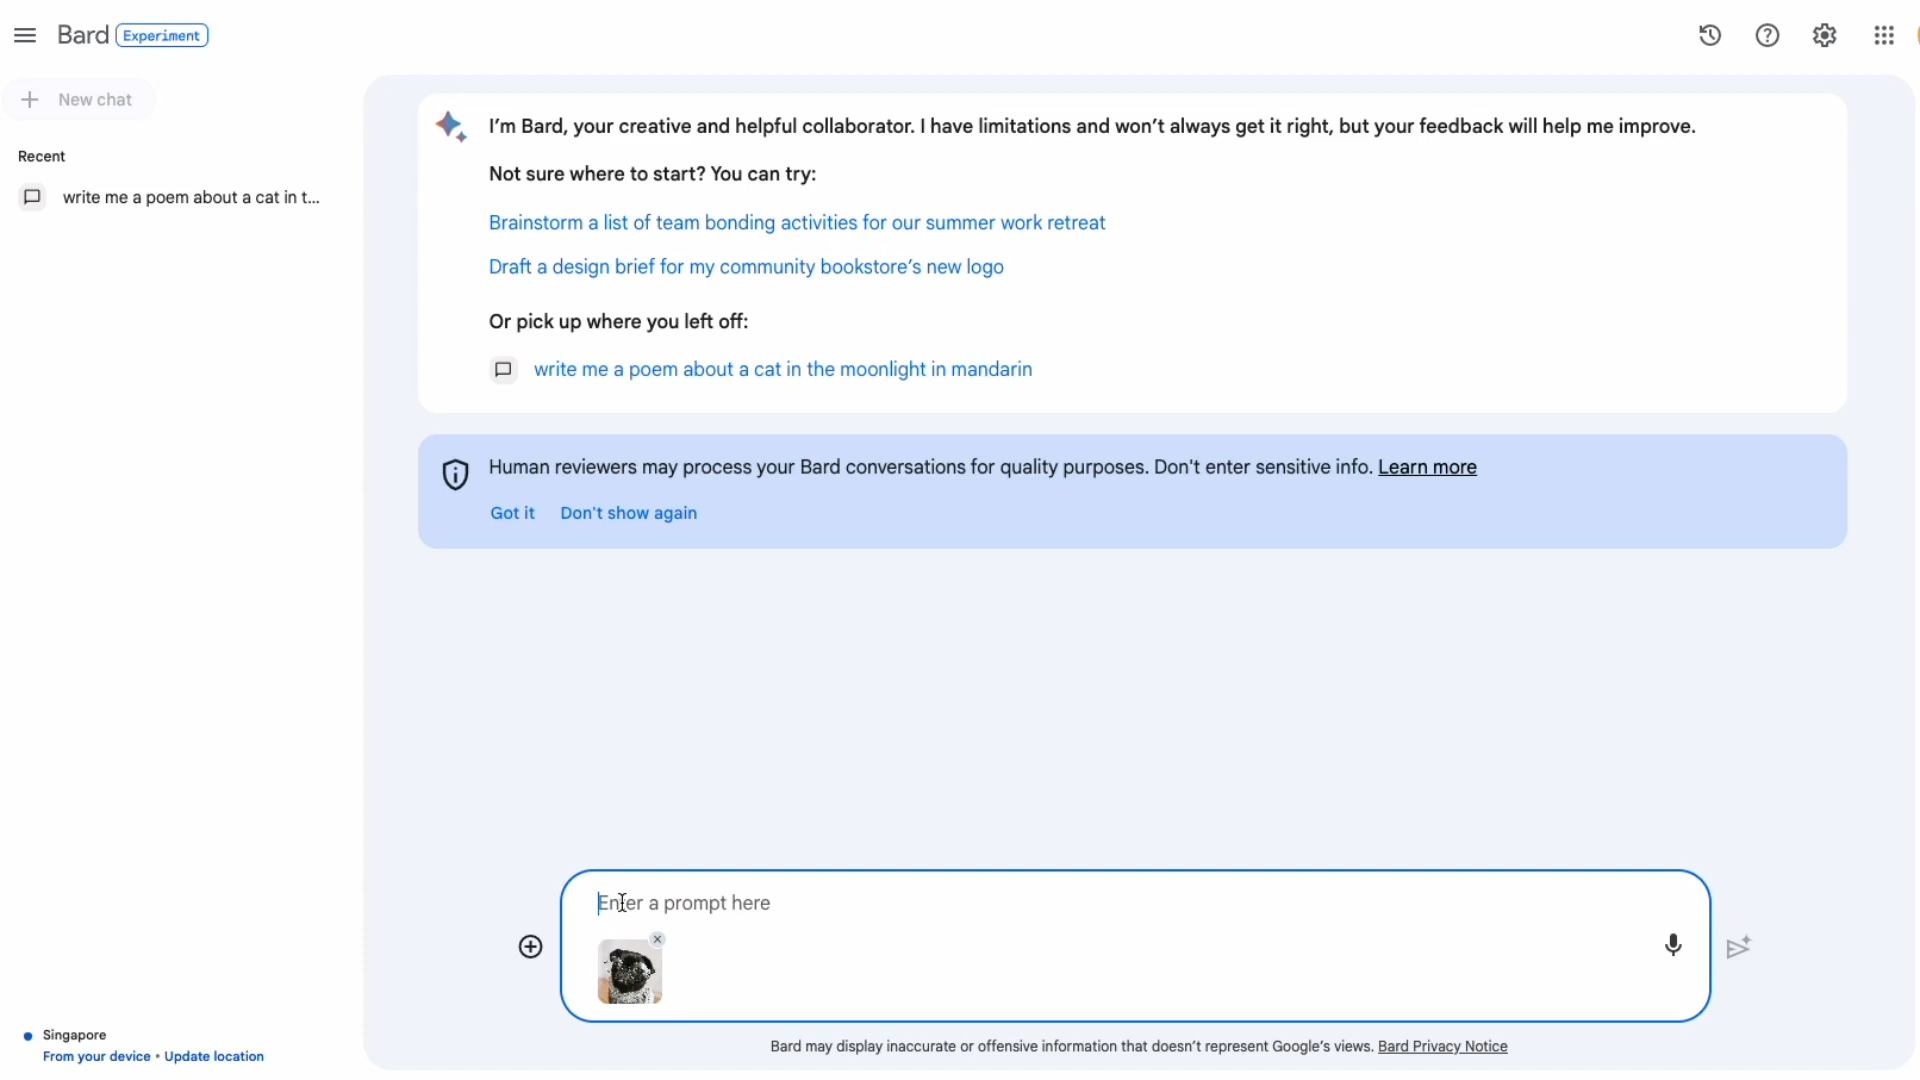 Bard Experiment
New chat
Recent
write me a poem about a cat in t...
I'm Bard, your creative and helpful collaborator. I have limitations and won't always get it right, but your feedback will help me improve.
Not sure where to start? You can try:
Brainstorm a list of team bonding activities for our summer work retreat
Draft a design brief for my community bookstore's new logo
Or pick up where you left off:
write me a poem about a cat in the moonlight in mandarin
Human reviewers may process your Bard conversations for quality purposes. Don't enter sensitive info. Learn more
Got it Don't show again
Enter a prompt here
Singapore
From your device • Update location
Bard may display inaccurate or offensive information that doesn't represent Google's views. Bard Privacy Notice